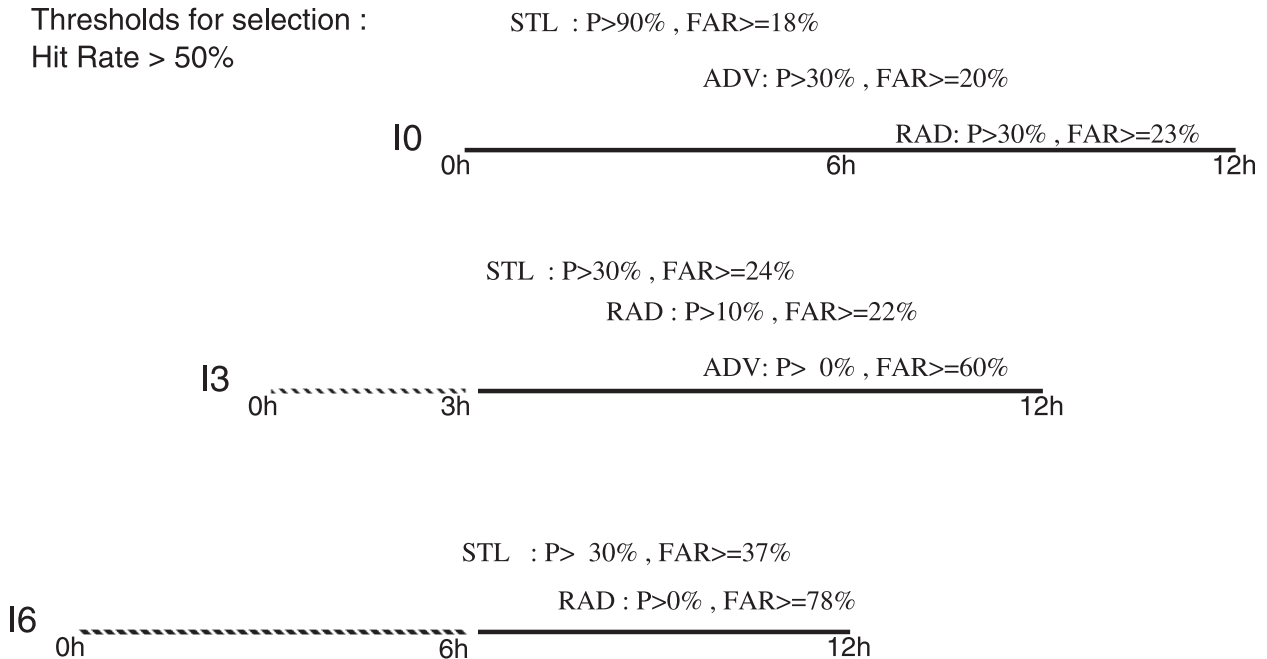 Thresholds for selection :
Hit Rate > 50%
STL : P>90% , FAR>=18%
ADV: P>30% , FAR>=20%
RAD: P>30% , FAR>=23%
I0
0h 6h 12h
STL : P>30% , FAR>=24%
RAD : P>10% , FAR>=22%
ADV: P> 0% , FAR>=60%
I3
0h 3h 12h
STL : P> 30% , FAR>=37%
RAD : P>0% , FAR>=78%
I6
0h 6h 12h